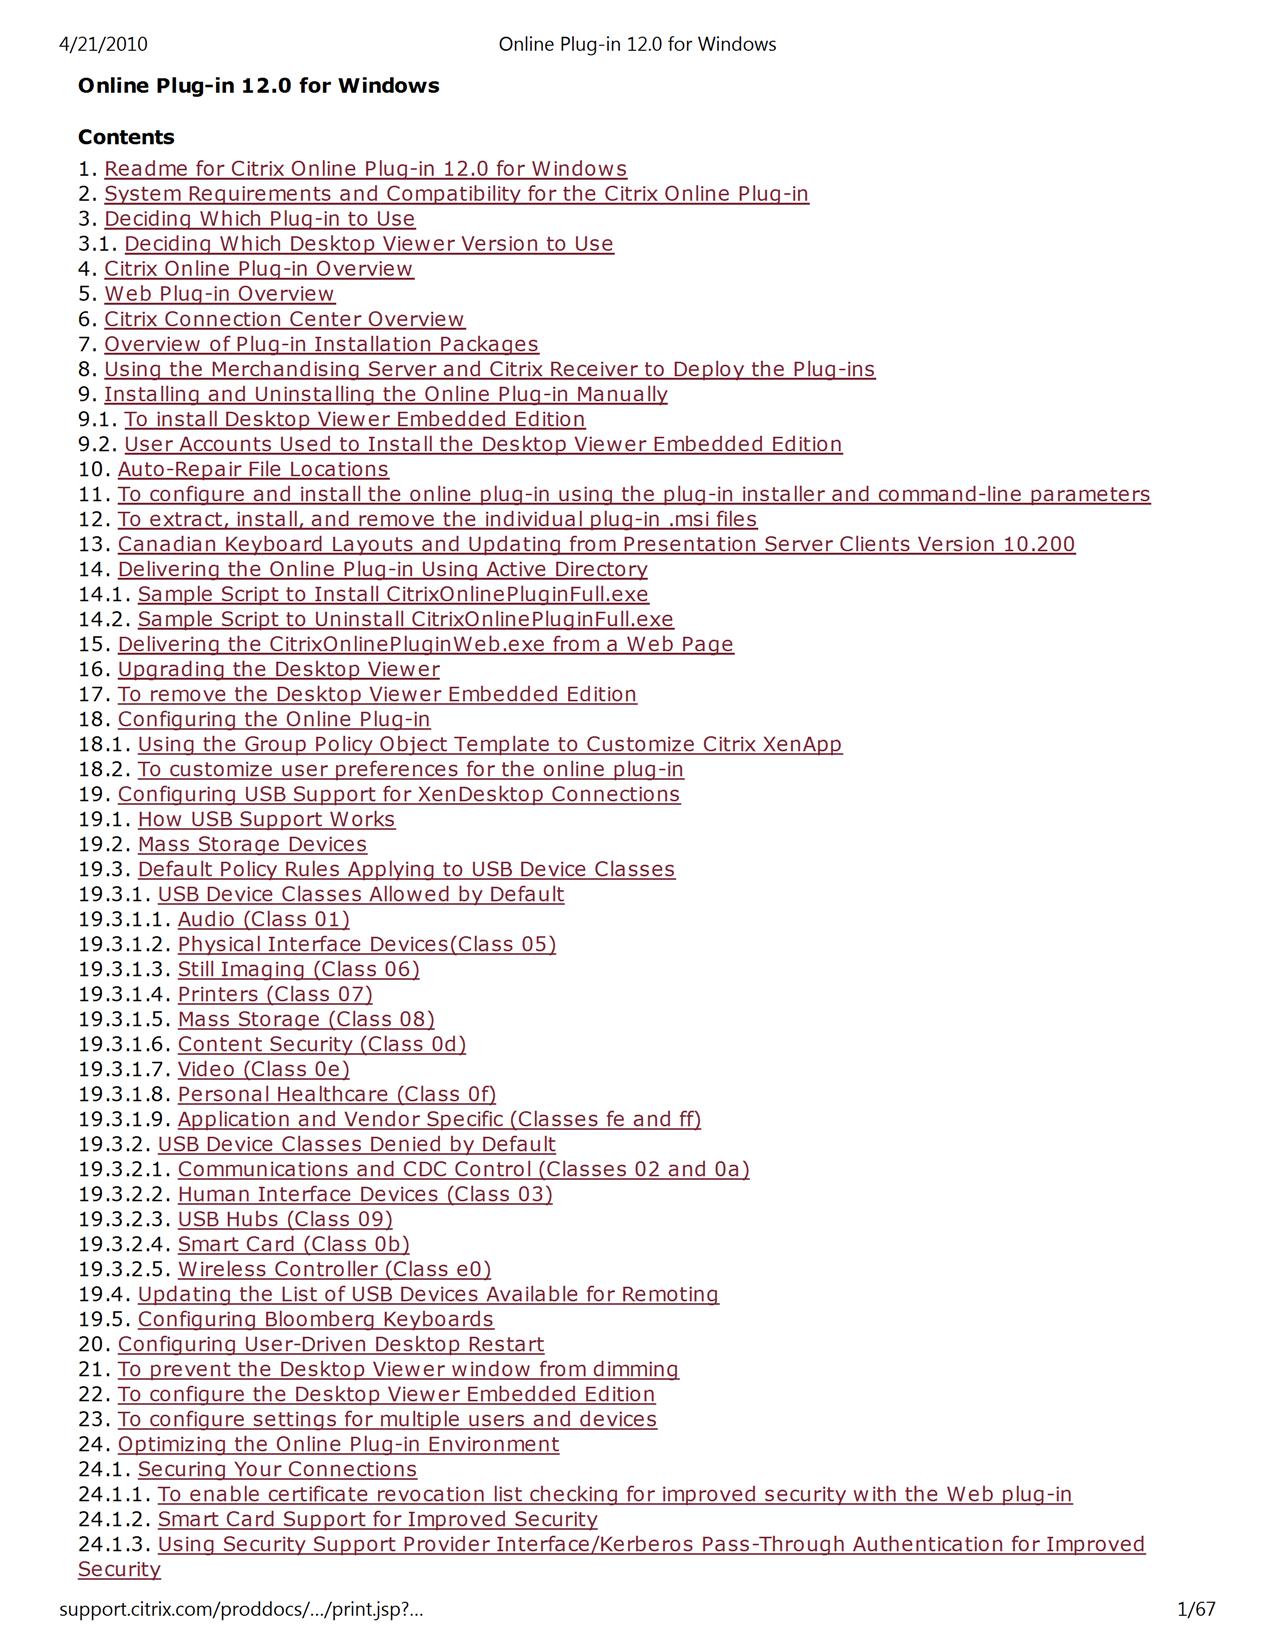 4/21/2010 Online Plug-in 12.0 for Windows
Online Plug-in 12.0 for Windows
Contents
1. Readme for Citrix Online Plug-in 12.0 for Windows
2. System Requirements and Compatibility for the Citrix Online Plug-in
3. Deciding Which Plug-in to Use
3.1. Deciding Which Desktop Viewer Version to Use
4. Citrix Online Plug-in Overview
5. Web Plug-in Overview
6. Citrix Connection Center Overview
7. Overview of Plug-in Installation Packages
8. Using the Merchandising Server and Citrix Receiver to Deploy the Plug-ins
9. Installing and Uninstalling the Online Plug-in Manually
9.1. To install Desktop Viewer Embedded Edition
9.2. User Accounts Used to Install the Desktop Viewer Embedded Edition
10. Auto-Repair File Locations
11. To configure and install the online plug-in using the plug-in installer and command-line parameters
12. To extract, install, and remove the individual plug-in .msi files
13. Canadian Keyboard Layouts and Updating from Presentation Server Clients Version 10.200
14. Delivering the Online Plug-in Using Active Directory
14.1. Sample Script to Install CitrixOnlinePluginFull.exe
14.2. Sample Script to Uninstall CitrixOnlinePluginFull.exe
15. Delivering the CitrixOnlinePluginWeb.exe from a Web Page
16. Upgrading the Desktop Viewer
17. To remove the Desktop Viewer Embedded Edition
18. Configuring the Online Plug-in
18.1. Using the Group Policy Object Template to Customize Citrix XenApp
18.2. To customize user preferences for the online plug-in
19. Configuring USB Support for XenDesktop Connections
19.1. How USB Support Works
19.2. Mass Storage Devices
19.3. Default Policy Rules Applying to USB Device Classes
19.3.1. USB Device Classes Allowed by Default
19.3.1.1. Audio (Class 01)
19.3.1.2. Physical Interface Devices(Class 05)
19.3.1.3. Still Imaging (Class 06)
19.3.1.4. Printers (Class 07)
19.3.1.5. Mass Storage (Class 08)
19.3.1.6. Content Security (Class 0d)
19.3.1.7. Video (Class 0e)
19.3.1.8. Personal Healthcare (Class 0f)
19.3.1.9. Application and Vendor Specific (Classes fe and ff)
19.3.2. USB Device Classes Denied by Default
19.3.2.1. Communications and CDC Control (Classes 02 and 0a)
19.3.2.2. Human Interface Devices (Class 03)
19.3.2.3. USB Hubs (Class 09)
19.3.2.4. Smart Card (Class 0b)
19.3.2.5. Wireless Controller (Class e0)
19.4. Updating the List of USB Devices Available for Remoting
19.5. Configuring Bloomberg Keyboards
20. Configuring User-Driven Desktop Restart
21. To prevent the Desktop Viewer window from dimming
22. To configure the Desktop Viewer Embedded Edition
23. To configure settings for multiple users and devices
24. Optimizing the Online Plug-in Environment
24.1. Securing Your Connections
24.1.1. To enable certificate revocation list checking for improved security with the Web plug-in
24.1.2. Smart Card Support for Improved Security
24.1.3. Using Security Support Provider Interface/Kerberos Pass-Through Authentication for Improved
Security
support.citrix.com/proddocs/.../print.jsp?... 1/67